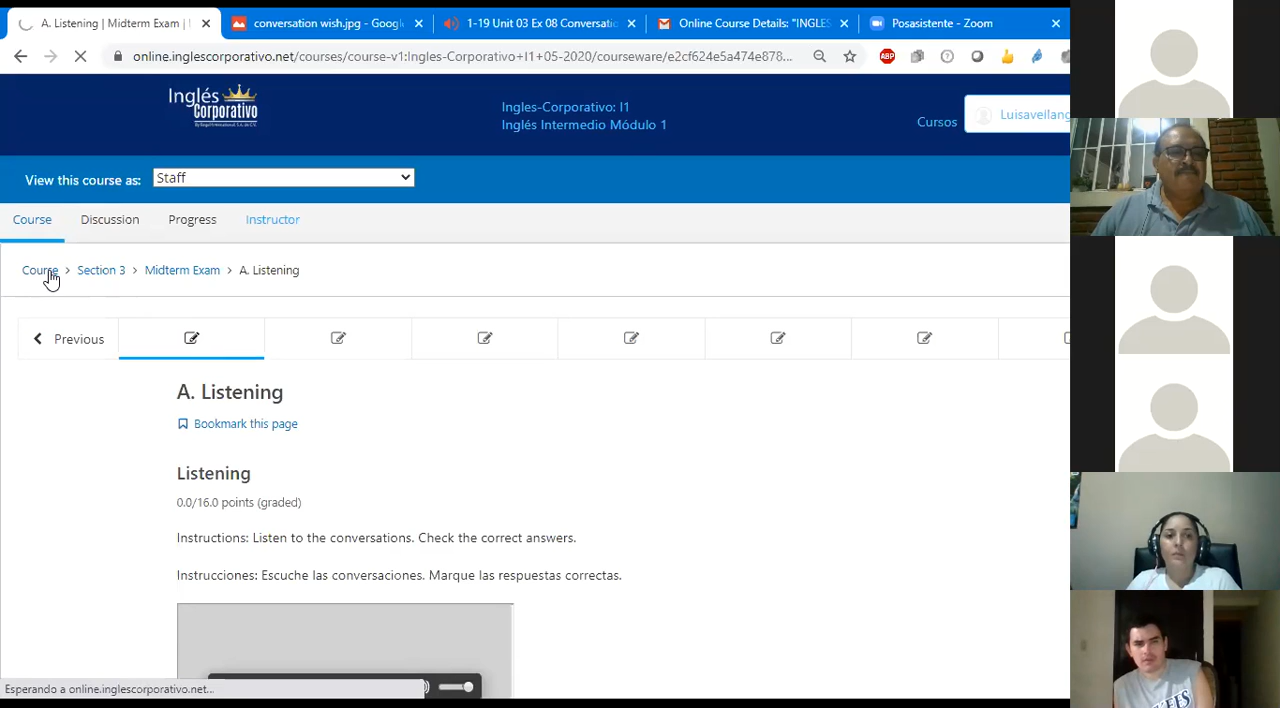 A. Listening | Midterm Exam |
conversation wish.jpg - Google
1-19 Unit 03 Ex 08 Conversatio
Online Course Details: "INGLES
Posasistente - Zoom
online.inglescorporativo.net/courses/course-v1:Ingles-Corporativo+I1+05-2020/courseware/e2cf624e5a474e878...
ABP
Inglés
Corporativo
Ingles-Corporativo: I1
Inglés Intermedio Módulo 1
Cursos
Luisavellang
View this course as:
Staff
Course
Discussion
Progress
Instructor
Course > Section 3 > Midterm Exam > A. Listening
Previous
A. Listening
Bookmark this page
Listening
0.0/16.0 points (graded)
Instructions: Listen to the conversations. Check the correct answers.
Instrucciones: Escuche las conversaciones. Marque las respuestas correctas.
Esperando a online.inglescorporativo.net...